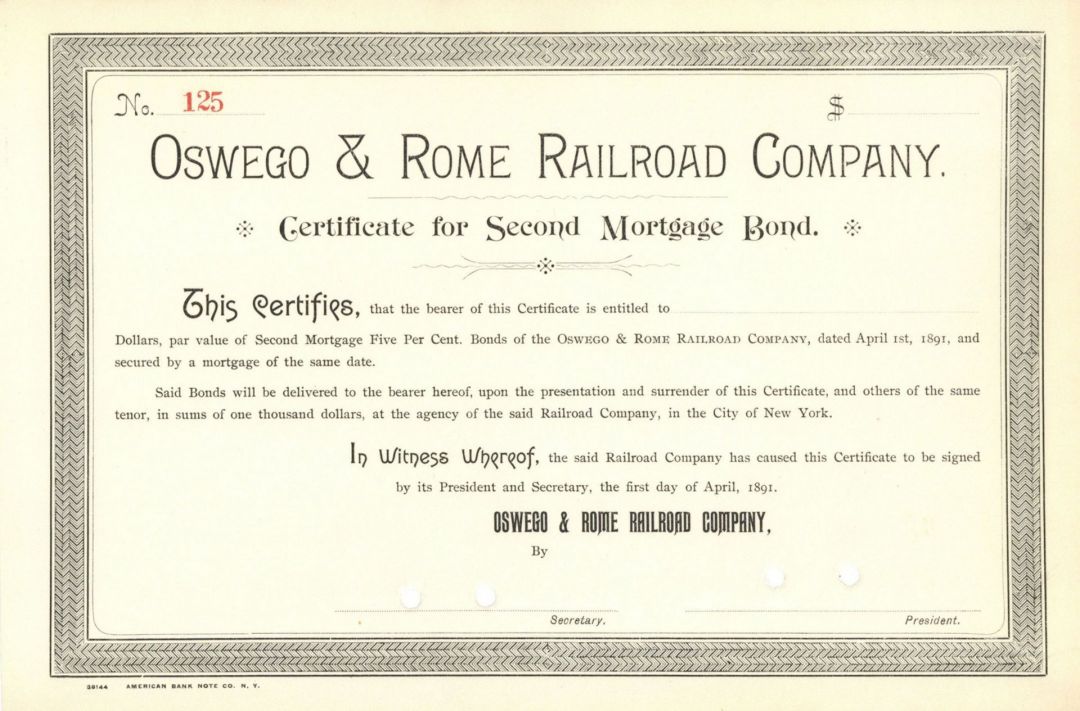 No. 125 $
OSWEGO & ROME RAILROAD COMPANY.
Certificate for Second Mortgage Bond.
This Certifies, that the bearer of this Certificate is entitled to
Dollars, par value of Second Mortgage Five Per Cent. Bonds of the OSWEGO & ROME RAILROAD COMPANY, dated April 1st, 1891, and
secured by a mortgage of the same date.
Said Bonds will be delivered to the bearer hereof, upon the presentation and surrender of this Certificate, and others of the same
tenor, in sums of one thousand dollars, at the agency of the said Railroad Company, in the City of New York.
In Witness Whereof, the said Railroad Company has caused this Certificate to be signed
by its President and Secretary, the first day of April, 1891.
OSWEGO & ROME RAILROAD COMPANY,
By
Secretary. President.
39144 AMERICAN BANK NOTE CO. N. Y.